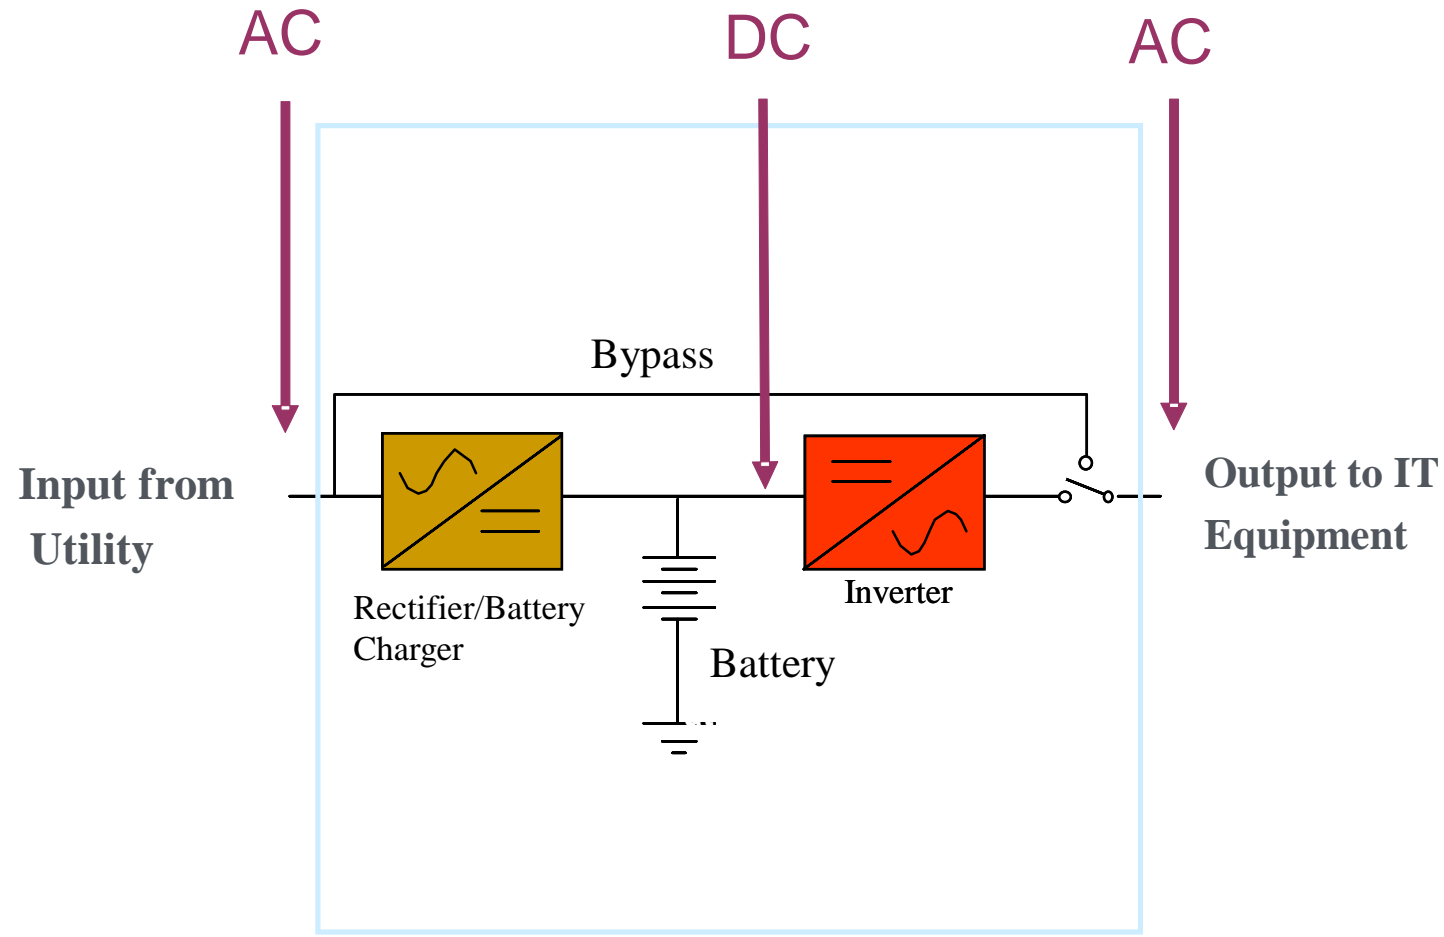 AC
DC
AC
Bypass
Input from
Utility
Output to IT
Equipment
Rectifier/Battery
Charger
Inverter
Battery